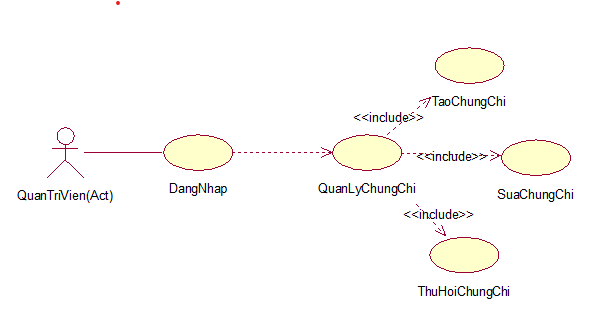 TaoChungChi
<<include>>
<<include>>
QuanTriVien(Act)
DangNhap
QuanLyChungChi
SuaChungChi
<<include>>
ThuHoiChungChi